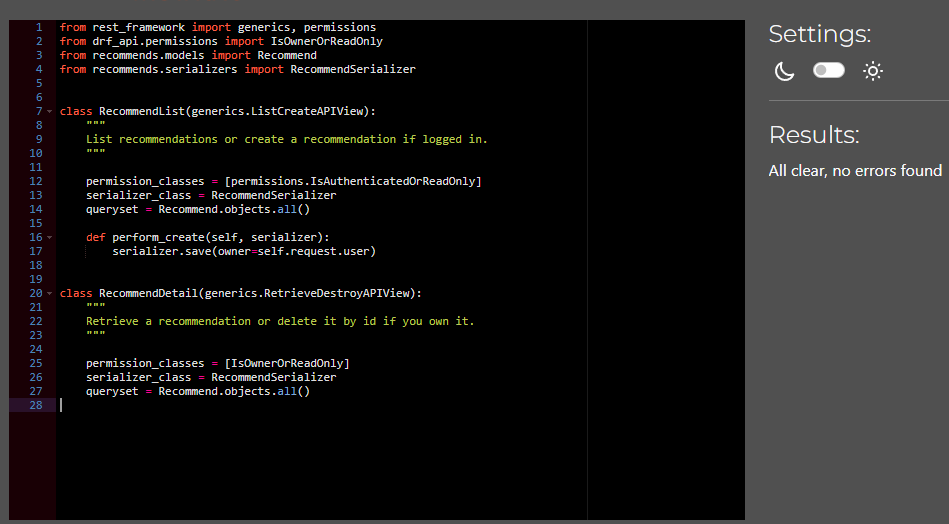 1 from rest_framework import generics, permissions
2 from drf_api.permissions import IsOwnerOrReadOnly
3 from recommends.models import Recommend
4 from recommends.serializers import RecommendSerializer
5
6
7 class RecommendList(generics.ListCreateAPIView):
8     """
9     List recommendations or create a recommendation if logged in.
10     """
11
12     permission_classes = [permissions.IsAuthenticatedOrReadOnly]
13     serializer_class = RecommendSerializer
14     queryset = Recommend.objects.all()
15
16     def perform_create(self, serializer):
17         serializer.save(owner=self.request.user)
18
19
20 class RecommendDetail(generics.RetrieveDestroyAPIView):
21     """
22     Retrieve a recommendation or delete it by id if you own it.
23     """
24
25     permission_classes = [IsOwnerOrReadOnly]
26     serializer_class = RecommendSerializer
27     queryset = Recommend.objects.all()
28
Settings:
Results:
All clear, no errors found